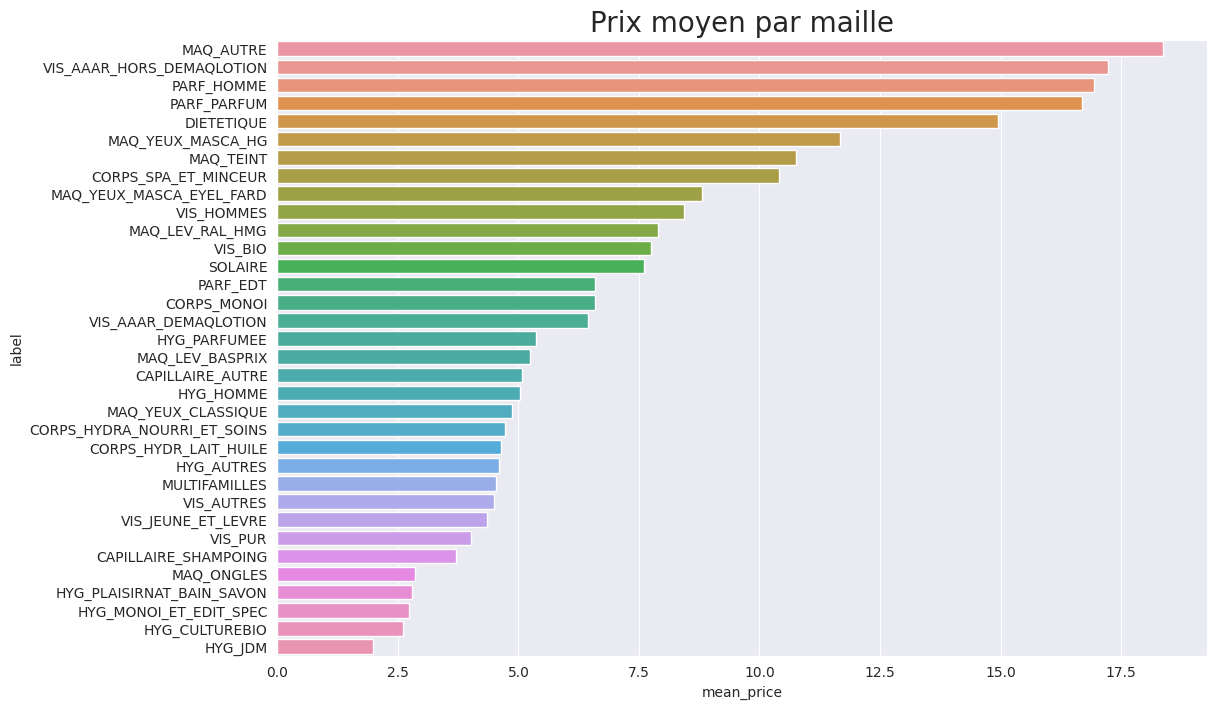 Prix moyen par maille
MAQ_AUTRE
VIS_AAAR_HORS_DEMAQLOTION
PARF_HOMME
PARF_PARFUM
DIETETIQUE
MAQ_YEUX_MASCA_HG
MAQ_TEINT
CORPS_SPA_ET_MINCEUR
MAQ_YEUX_MASCA_EYEL_FARD
VIS_HOMMES
MAQ_LEV_RAL_HMG
VIS_BIO
SOLAIRE
PARF_EDT
CORPS_MONOI
VIS_AAAR_DEMAQLOTION
HYG_PARFUMEE
MAQ_LEV_BASPRIX
CAPILLAIRE_AUTRE
HYG_HOMME
MAQ_YEUX_CLASSIQUE
CORPS_HYDRA_NOURRI_ET_SOINS
CORPS_HYDR_LAIT_HUILE
HYG_AUTRES
MULTIFAMILLES
VIS_AUTRES
VIS_JEUNE_ET_LEVRE
VIS_PUR
CAPILLAIRE_SHAMPOING
MAQ_ONGLES
HYG_PLAISIRNAT_BAIN_SAVON
HYG_MONOI_ET_EDIT_SPEC
HYG_CULTUREBIO
HYG_JDM
label
0.0 2.5 5.0 7.5 10.0 12.5 15.0 17.5
mean_price